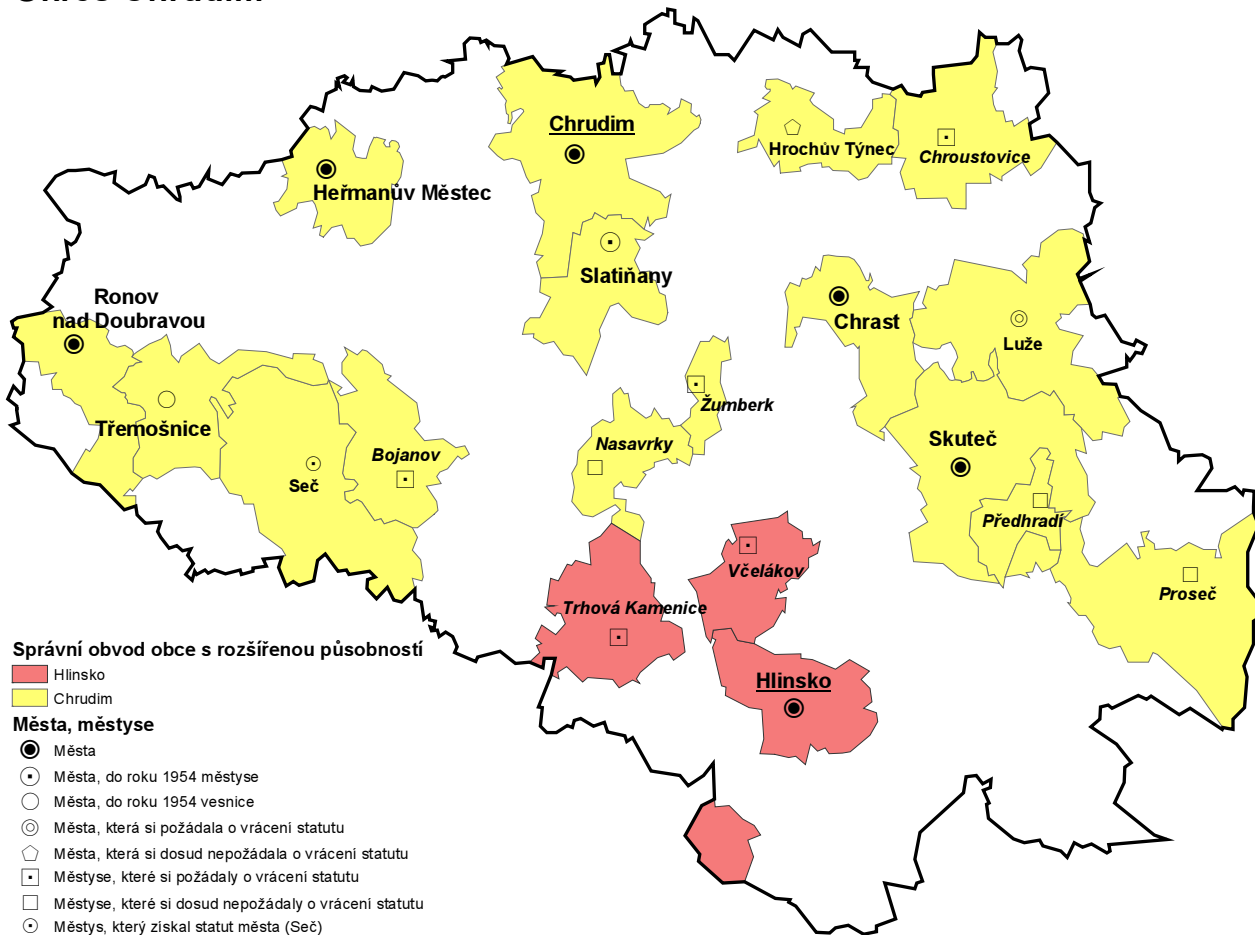 Okres Chrudim
Chrudim
Hrochův Týnec
Chroustovice
Heřmanův Městec
Slatiňany
Ronov
nad Doubravou
Chrast
Luže
Žumberk
Třemošnice
Nasavrky
Skuteč
Bojanov
Seč
Předhradí
Včelákov
Proseč
Trhová Kamenice
Hlinsko
Správní obvod obce s rozšířenou působností
Hlinsko
Chrudim
Města, městyse
Města
Města, do roku 1954 městyse
Města, do roku 1954 vesnice
Města, která si požádala o vrácení statutu
Města, která si dosud nepožádala o vrácení statutu
Městyse, které si požádaly o vrácení statutu
Městyse, které si dosud nepožádaly o vrácení statutu
Městys, který získal statut města (Seč)